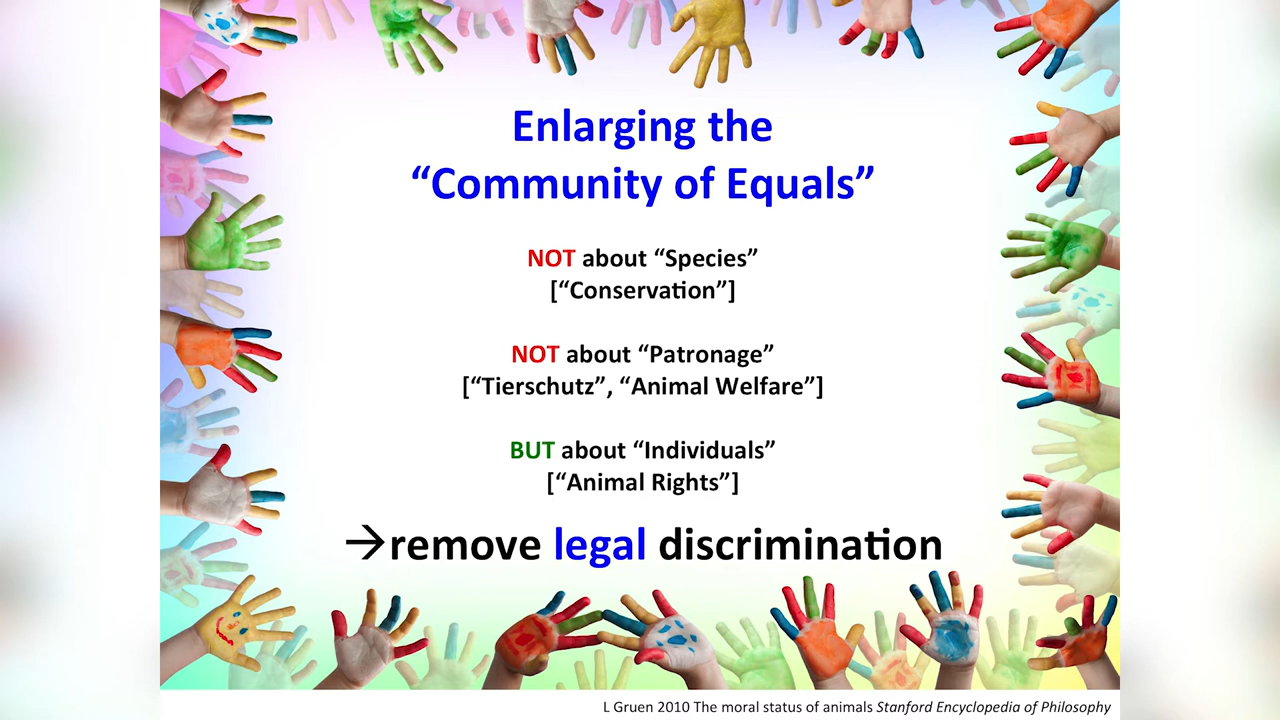 Enlarging the
“Community of Equals”
NOT about “Species”
[“Conservation”]
NOT about “Patronage”
[“Tierschutz”, “Animal Welfare”]
BUT about “Individuals”
[“Animal Rights”]
→remove legal discrimination
L Gruen 2010 The moral status of animals Stanford Encyclopedia of Philosophy